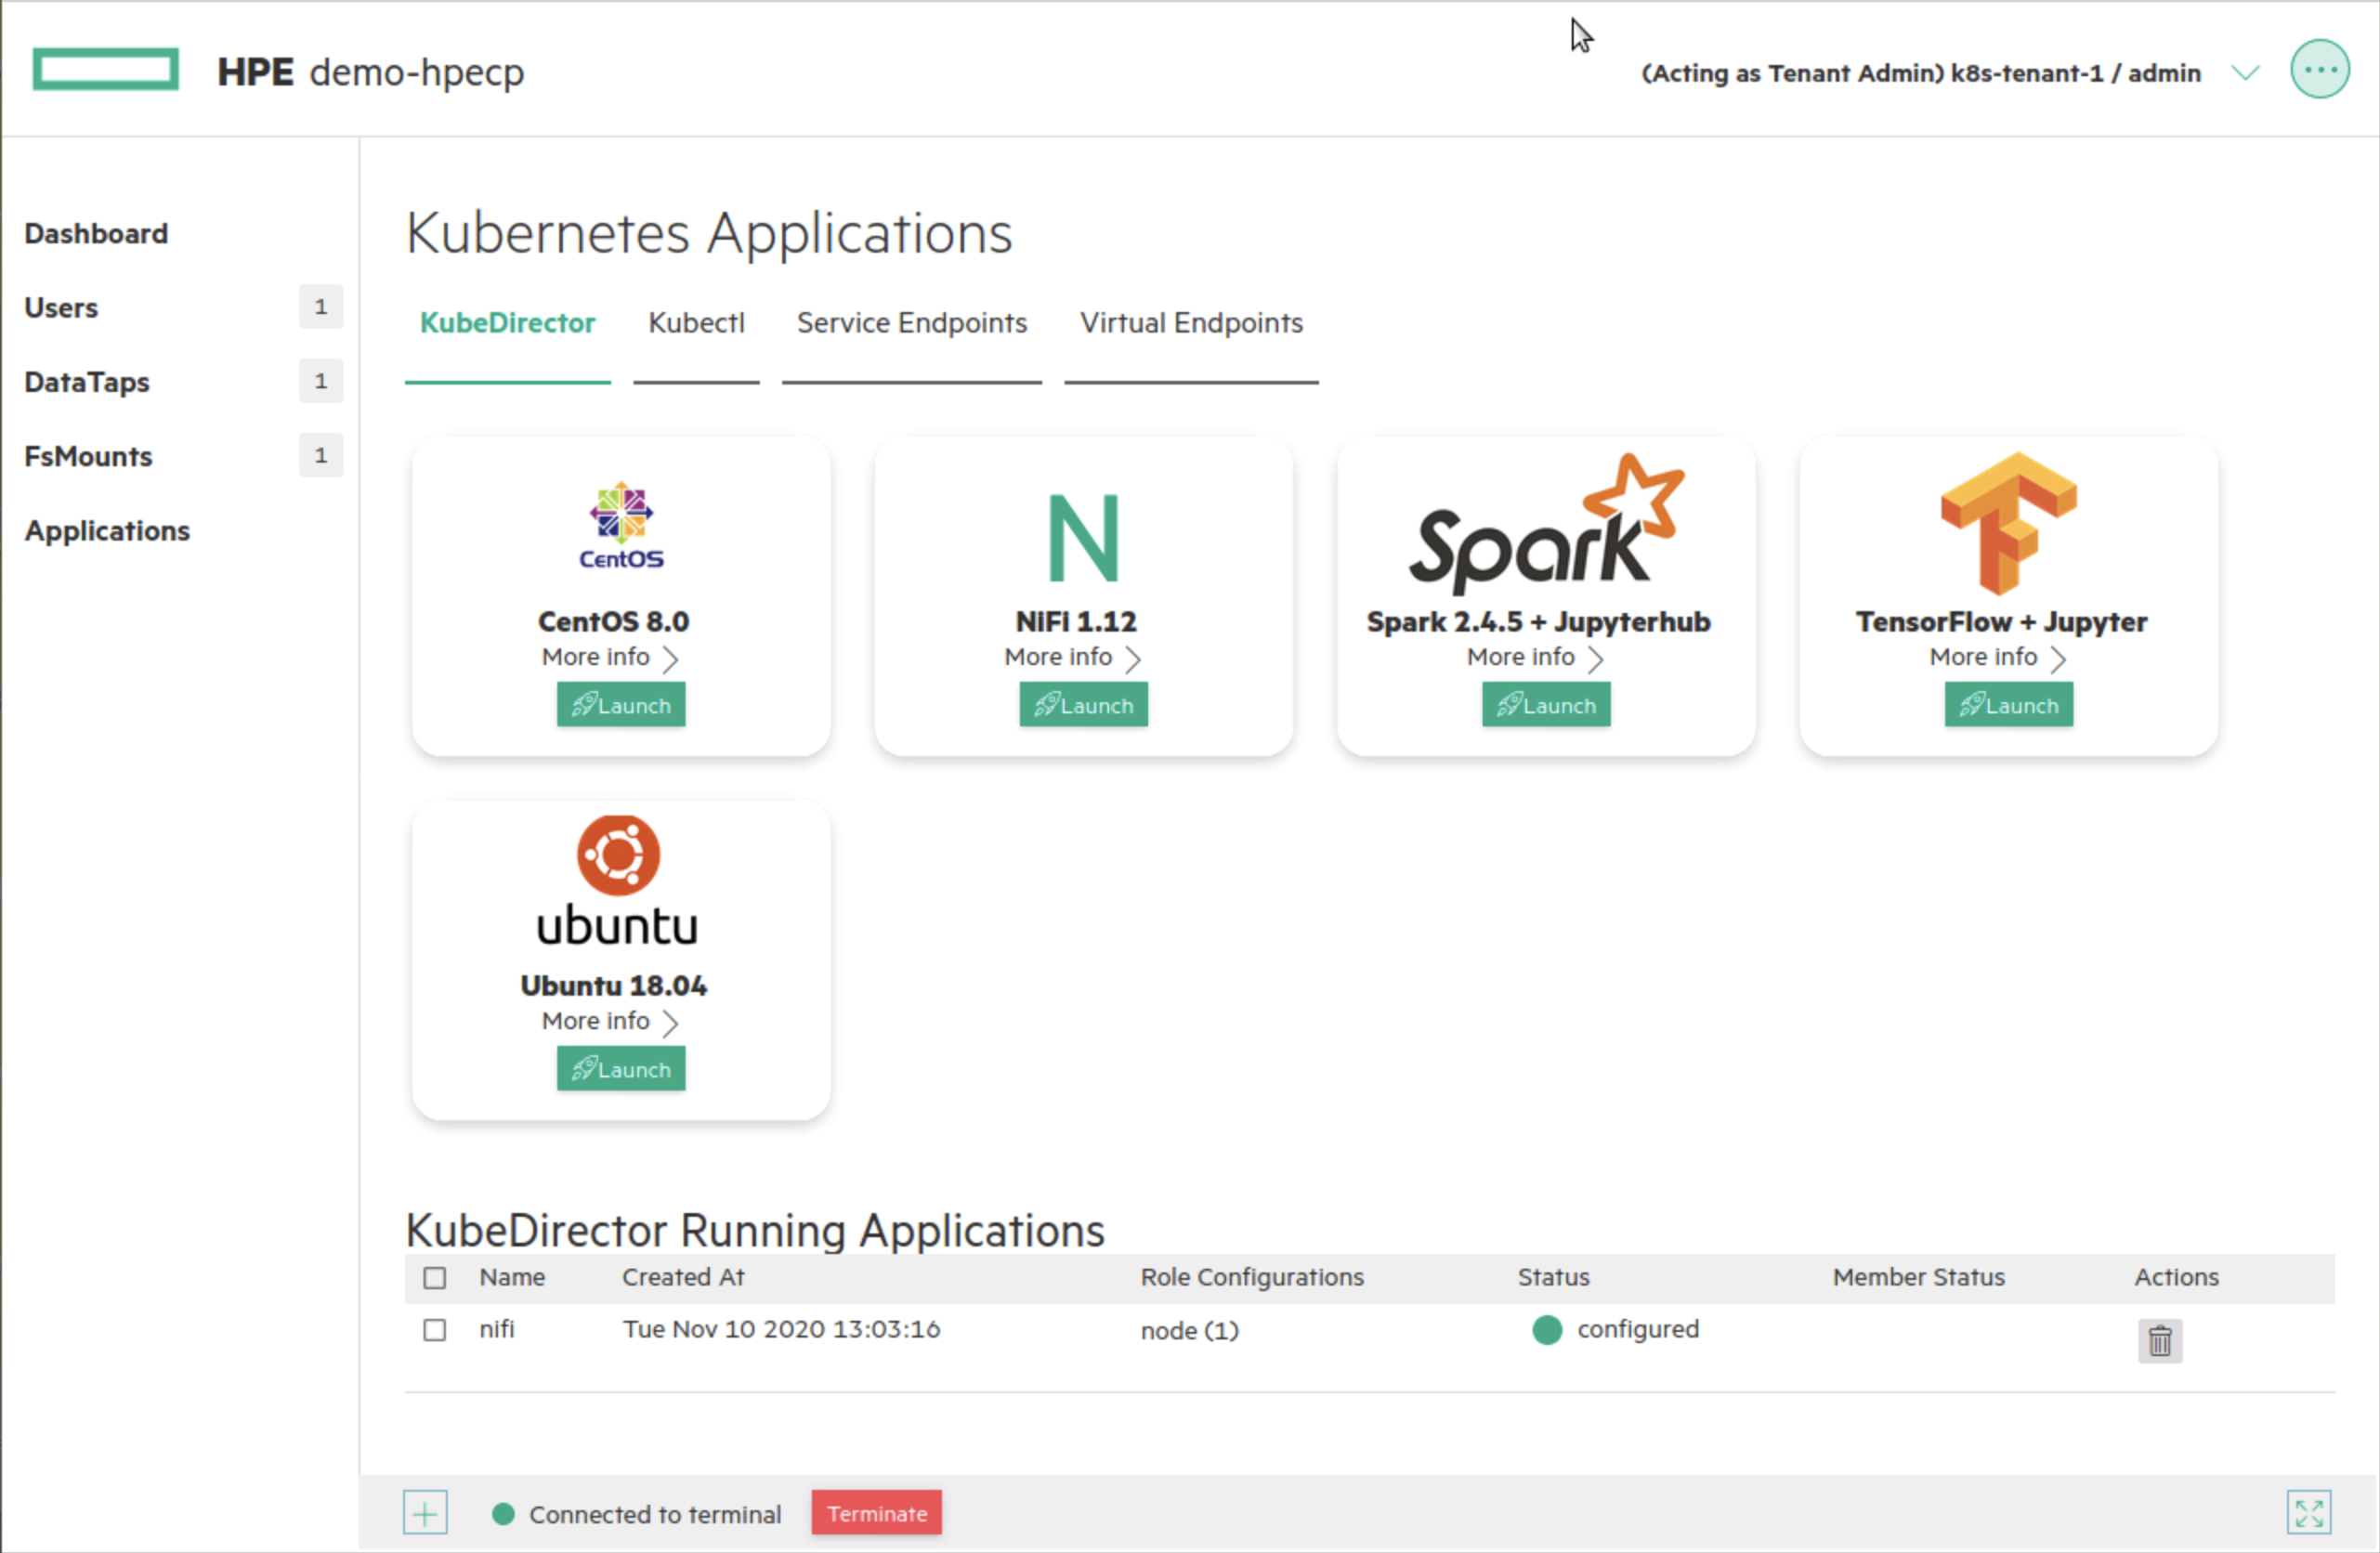 HPE demo-hpecp
(Acting as Tenant Admin) k8s-tenant-1 / admin
Dashboard
Users 1
DataTaps 1
FsMounts 1
Applications
Kubernetes Applications
KubeDirector Kubectl Service Endpoints Virtual Endpoints
CentOS
CentOS 8.0
More info
Launch
N
NiFi 1.12
More info
Launch
Spark
Spark 2.4.5 + Jupyterhub
More info
Launch
TensorFlow + Jupyter
More info
Launch
ubuntu
Ubuntu 18.04
More info
Launch
KubeDirector Running Applications
Name Created At Role Configurations Status Member Status Actions
nifi Tue Nov 10 2020 13:03:16 node (1) configured
Connected to terminal Terminate